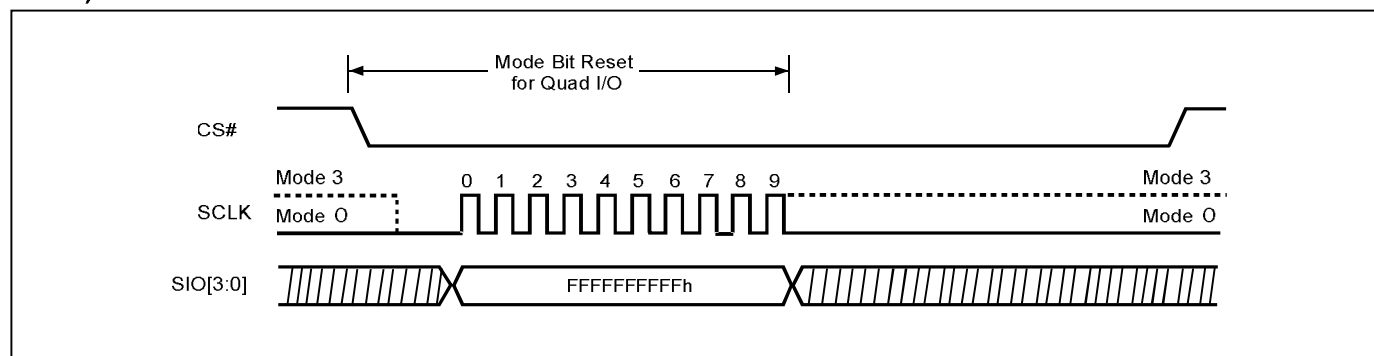 Mode Bit Reset
for Quad I/O
CS#
Mode 3
Mode 3
0 1 2 3 4 5 6 7 8 9
SCLK
Mode 0
Mode 0
SIO[3:0]
FFFFFFFFFFh